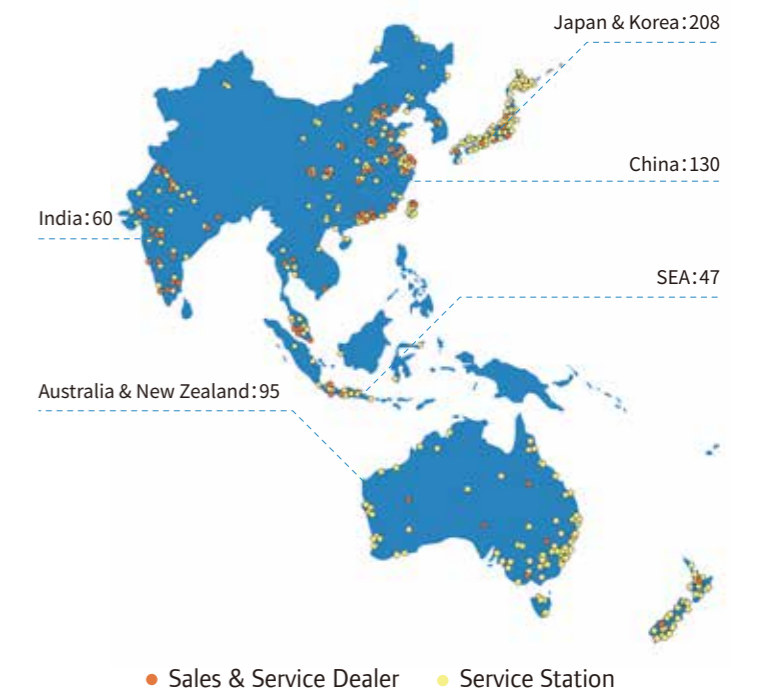 Japan & Korea：208
China：130
India：60
SEA：47
Australia & New Zealand：95
Sales & Service Dealer
Service Station